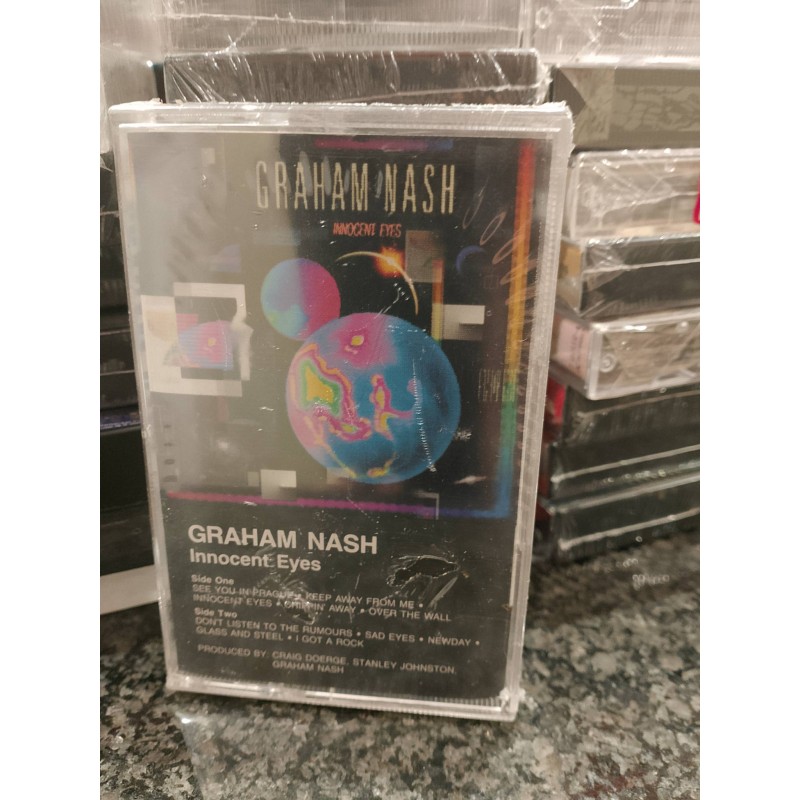 GRAHAM NASH
INNOCENT EYES
GRAHAM NASH
Innocent Eyes
Side One
SEE YOU IN PRAGUE • KEEP AWAY FROM ME •
INNOCENT EYES • CHIPPIN' AWAY • OVER THE WALL
Side Two
DON'T LISTEN TO THE RUMOURS • SAD EYES • NEWDAY •
GLASS AND STEEL • I GOT A ROCK
PRODUCED BY: CRAIG DOERGE, STANLEY JOHNSTON,
GRAHAM NASH